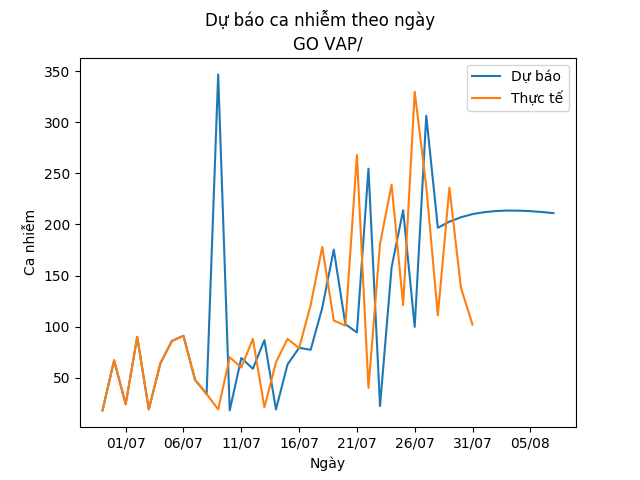 Dự báo ca nhiễm theo ngày
GO VAP/
350
300
250
200
150
100
50
Ca nhiễm
Dự báo
Thực tế
01/07 06/07 11/07 16/07 21/07 26/07 31/07 05/08
Ngày